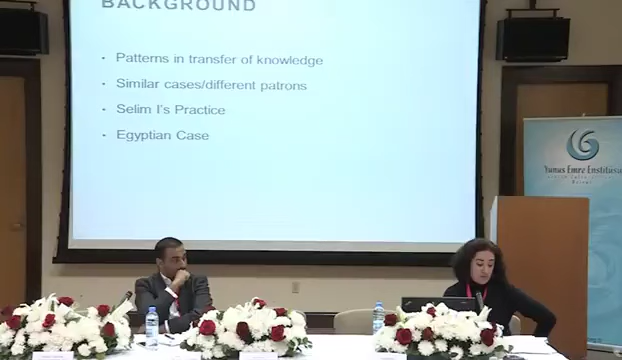 BACKGROUND
• Patterns in transfer of knowledge
• Similar cases/different patrons
• Selim I's Practice
• Egyptian Case
Yunus Emre Enstitüsü